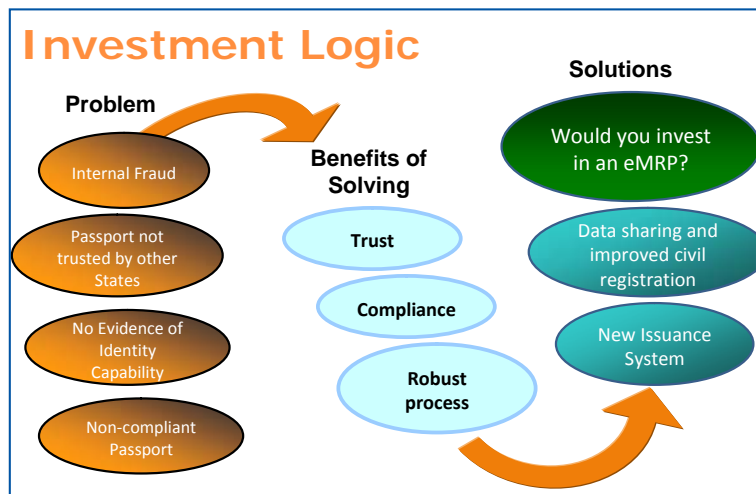 Investment Logic
Problem
Internal Fraud
Passport not
trusted by other
States
No Evidence of
Identity
Capability
Non-compliant
Passport
Benefits of
Solving
Trust
Compliance
Robust
process
Solutions
Would you invest
in an eMRP?
Data sharing and
improved civil
registration
New Issuance
System